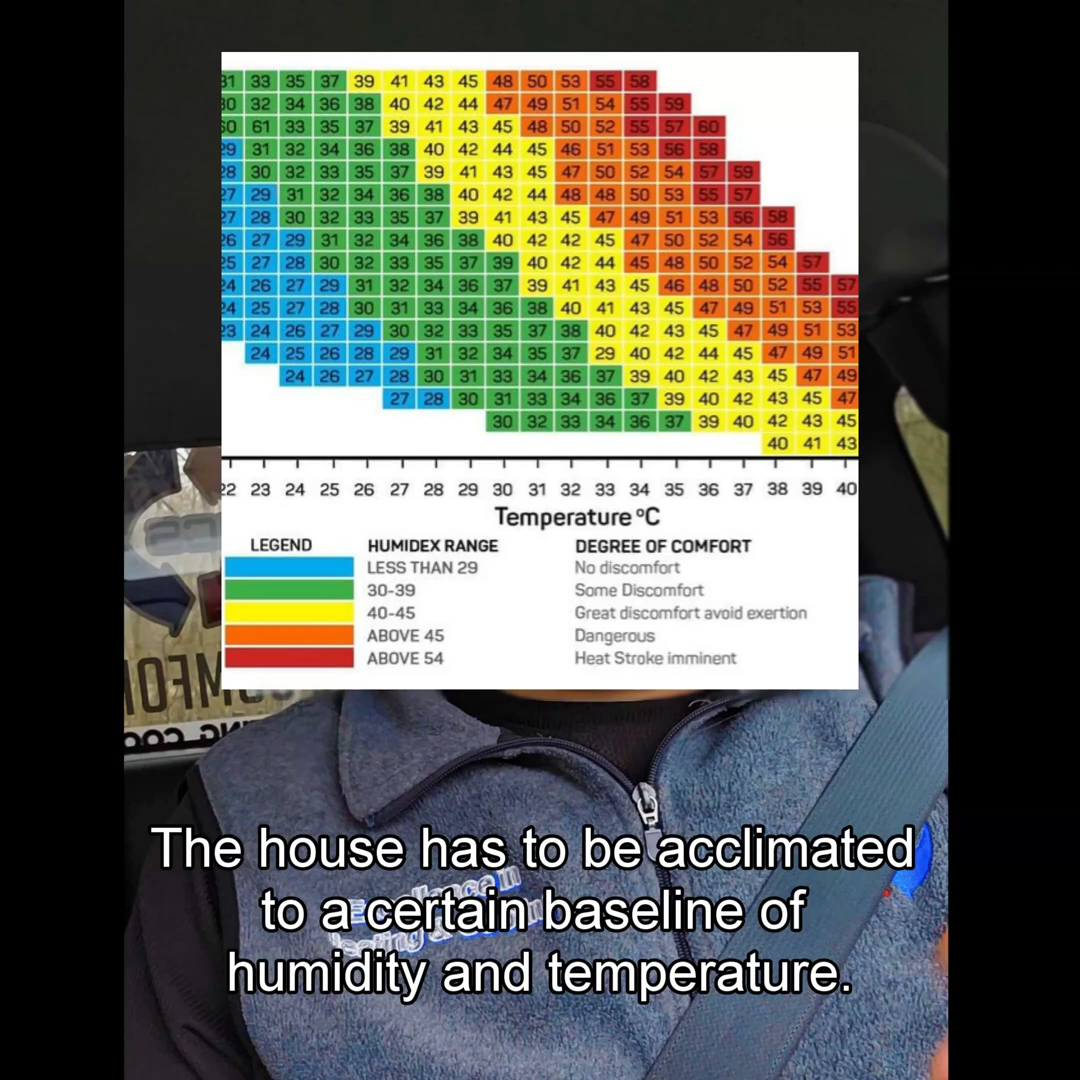 31 33 35 37 39 41 43 45 48 50 53 55 58
30 32 34 36 38 40 42 44 47 49 51 54 55 59
60 61 33 35 37 39 41 43 45 48 50 52 55 57 60
29 31 32 34 36 38 40 42 44 45 46 51 53 56 58
28 30 32 33 35 37 39 41 43 45 47 50 52 54 57 59
27 29 31 32 34 36 38 40 42 44 48 48 50 53 55 57
27 28 30 32 33 35 37 39 41 43 45 47 49 51 53 56 58
26 27 29 31 32 34 36 38 40 42 42 45 47 50 52 54 56
25 27 28 30 32 33 35 37 39 40 42 44 45 48 50 52 54 57
24 26 27 29 31 32 34 36 37 39 41 43 45 46 48 50 52 55 57
24 25 27 28 30 31 33 34 36 38 40 41 43 45 47 49 51 53 55
23 24 26 27 29 30 32 33 35 37 38 40 42 43 45 47 49 51 53
24 25 26 28 29 31 32 34 35 37 29 40 42 44 45 47 49 51
24 26 27 28 30 31 33 34 36 37 39 40 42 43 45 47 49
27 28 30 31 33 34 36 37 39 40 42 43 45 47
30 32 33 34 36 37 39 40 42 43 45
40 41 43
22 23 24 25 26 27 28 29 30 31 32 33 34 35 36 37 38 39 40
Temperature ºC
LEGEND HUMIDEX RANGE DEGREE OF COMFORT
LESS THAN 29 No discomfort
30-39 Some Discomfort
40-45 Great discomfort avoid exertion
ABOVE 45 Dangerous
ABOVE 54 Heat Stroke imminent
The house has to be acclimated
to a certain baseline of
humidity and temperature.